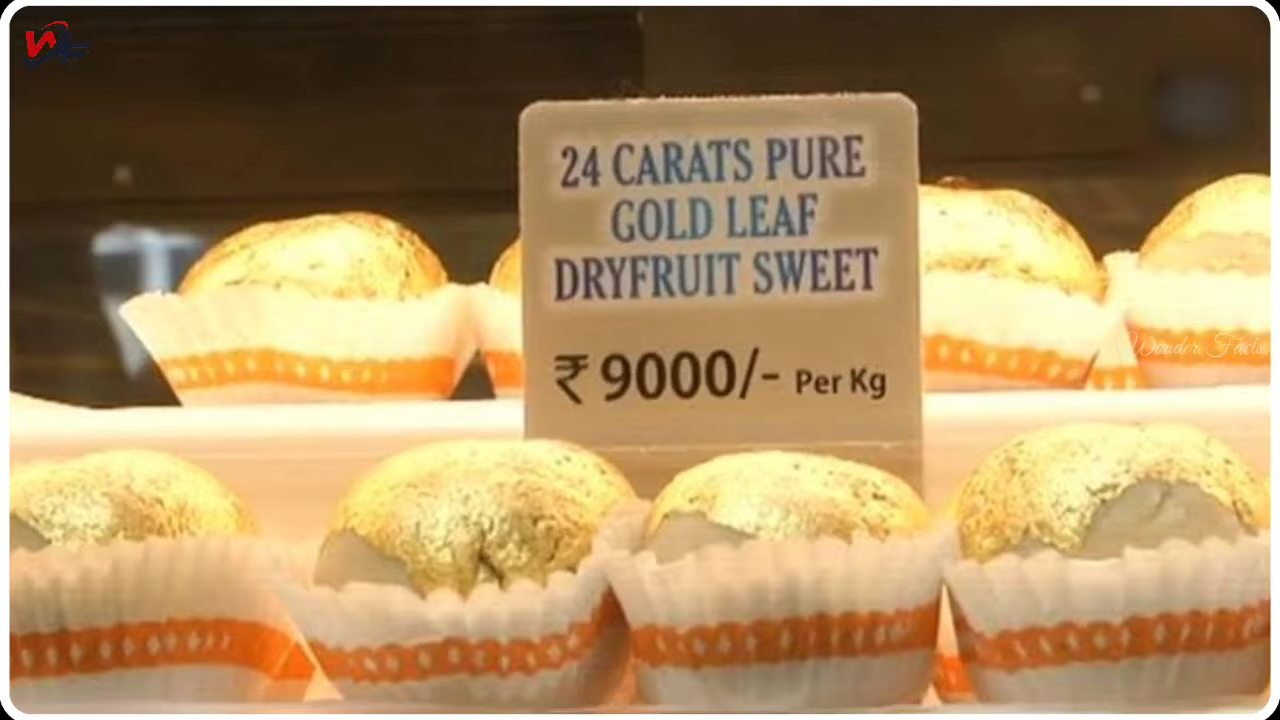 24 CARATS PURE
GOLD LEAF
DRYFRUIT SWEET
₹9000/- Per Kg
Wonder Facts